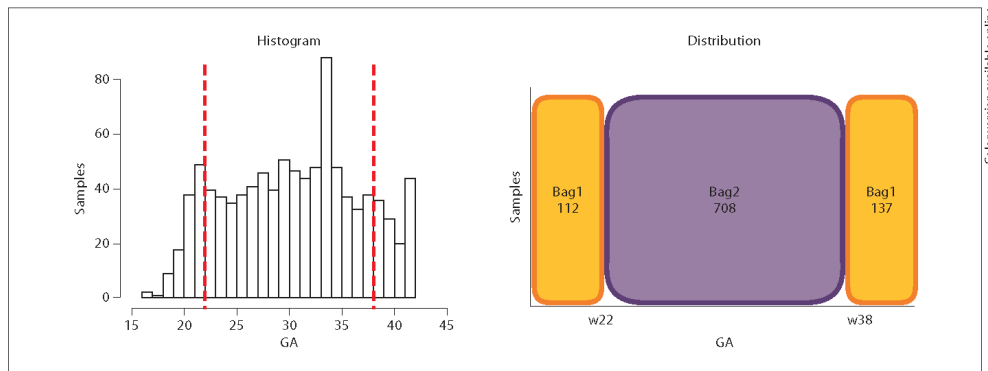 Histogram
80
60
40
20
0
Samples
15 20 25 30 35 40 45
GA
Distribution
Samples
Bag1
112
Bag2
708
Bag1
137
w22 w38
GA